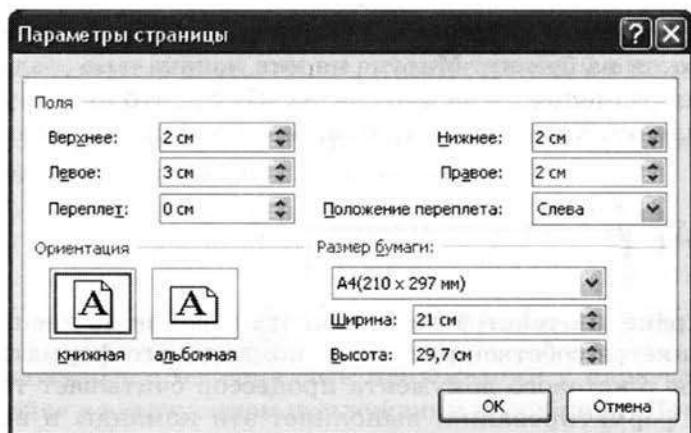 Параметры страницы
Поля
Верхнее: 2 см Нижнее: 2 см
Левое: 3 см Правое: 2 см
Переплет: 0 см Положение переплета: Слева
Ориентация Размер бумаги:
A4(210 x 297 мм)
A A Ширина: 21 см
книжная альбомная Высота: 29,7 см
OK Отмена